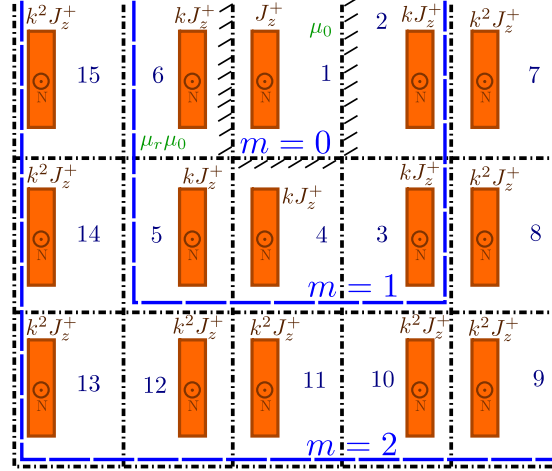 k²J_z⁺ kJ_z⁺ J_z⁺ μ₀ 2 kJ_z⁺ k²J_z⁺
15 6 1 7
N N N N N
μ_rμ₀ m = 0
k²J_z⁺ kJ_z⁺ kJ_z⁺ kJ_z⁺ k²J_z⁺
14 5 4 3 8
N N N N N
m = 1
k²J_z⁺ k²J_z⁺ k²J_z⁺ k²J_z⁺ k²J_z⁺
13 12 11 10 9
N N N N N
m = 2